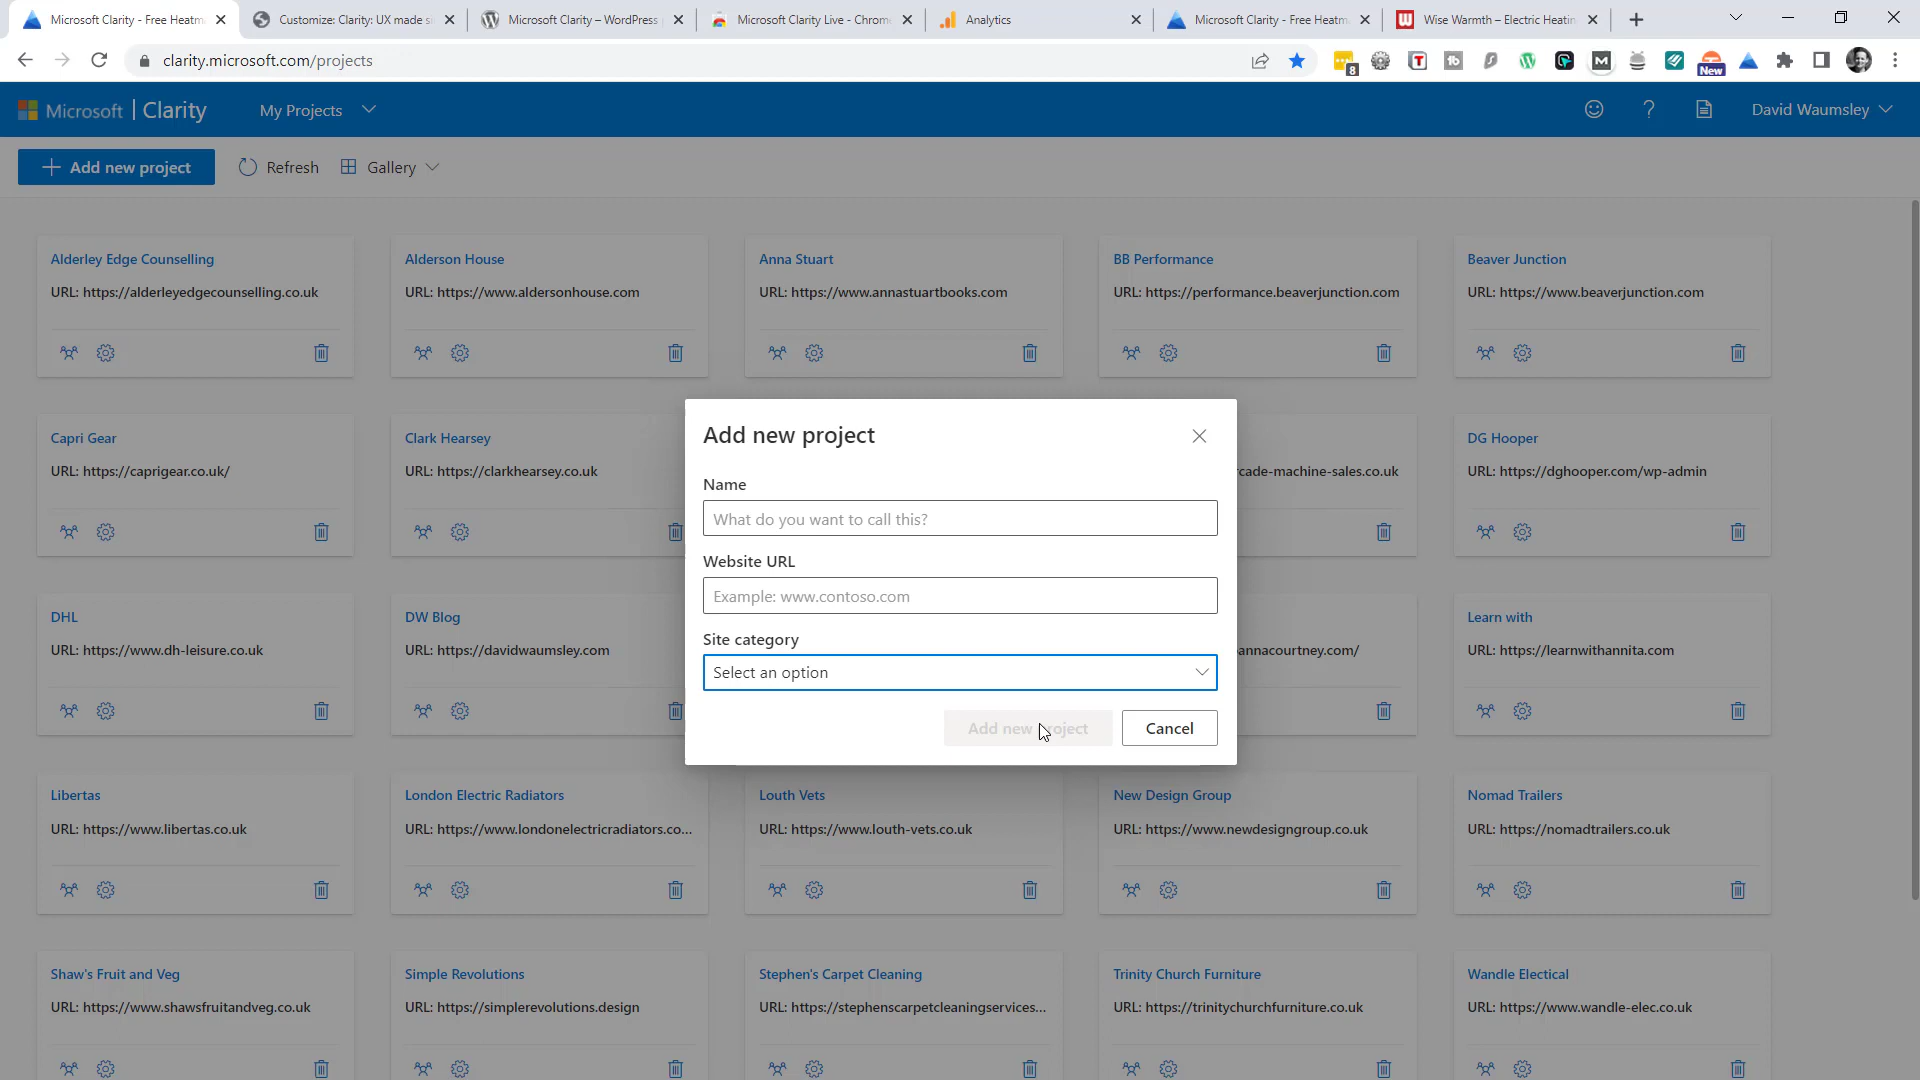 Microsoft Clarity - Free Heatm
Customize: Clarity: UX made s
Microsoft Clarity – WordPress
Microsoft Clarity Live - Chrom
Analytics
Microsoft Clarity - Free Heatm
Wise Warmth – Electric Heatin
clarity.microsoft.com/projects
8
New
Microsoft | Clarity
My Projects
David Waumsley
Add new project
Refresh
Gallery
Alderley Edge Counselling
Alderson House
Anna Stuart
BB Performance
Beaver Junction
URL: https://alderleyedgecounselling.co.uk
URL: https://www.aldersonhouse.com
URL: https://www.annastuartbooks.com
URL: https://performance.beaverjunction.com
URL: https://www.beaverjunction.com
Capri Gear
Clark Hearsey
DG Hooper
URL: https://caprigear.co.uk/
URL: https://clarkhearsey.co.uk
rcade-machine-sales.co.uk
URL: https://dghooper.com/wp-admin
Add new project
Name
What do you want to call this?
Website URL
Example: www.contoso.com
Site category
Select an option
Add new project
Cancel
DHL
DW Blog
Learn with
URL: https://www.dh-leisure.co.uk
URL: https://davidwaumsley.com
annacourtney.com/
URL: https://learnwithannita.com
Libertas
London Electric Radiators
Louth Vets
New Design Group
Nomad Trailers
URL: https://www.libertas.co.uk
URL: https://www.londonelectricradiators.co...
URL: https://www.louth-vets.co.uk
URL: https://www.newdesigngroup.co.uk
URL: https://nomadtrailers.co.uk
Shaw's Fruit and Veg
Simple Revolutions
Stephen's Carpet Cleaning
Trinity Church Furniture
Wandle Electical
URL: https://www.shawsfruitandveg.co.uk
URL: https://simplerevolutions.design
URL: https://stephenscarpetcleaningservices...
URL: https://trinitychurchfurniture.co.uk
URL: https://www.wandle-elec.co.uk